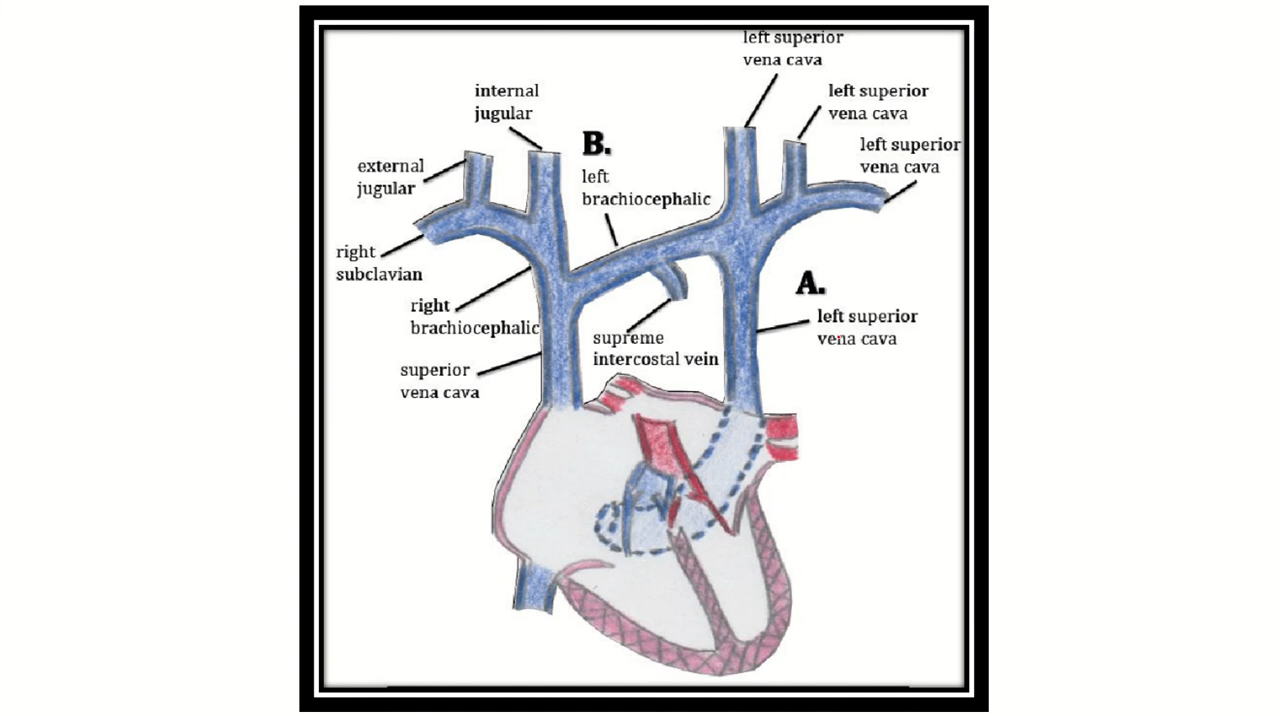 left superior
vena cava
internal
jugular
left superior
vena cava
B.
left superior
vena cava
external
jugular
left
brachiocephalic
right
subclavian
A.
right
brachiocephalic
left superior
vena cava
supreme
intercostal vein
superior
vena cava